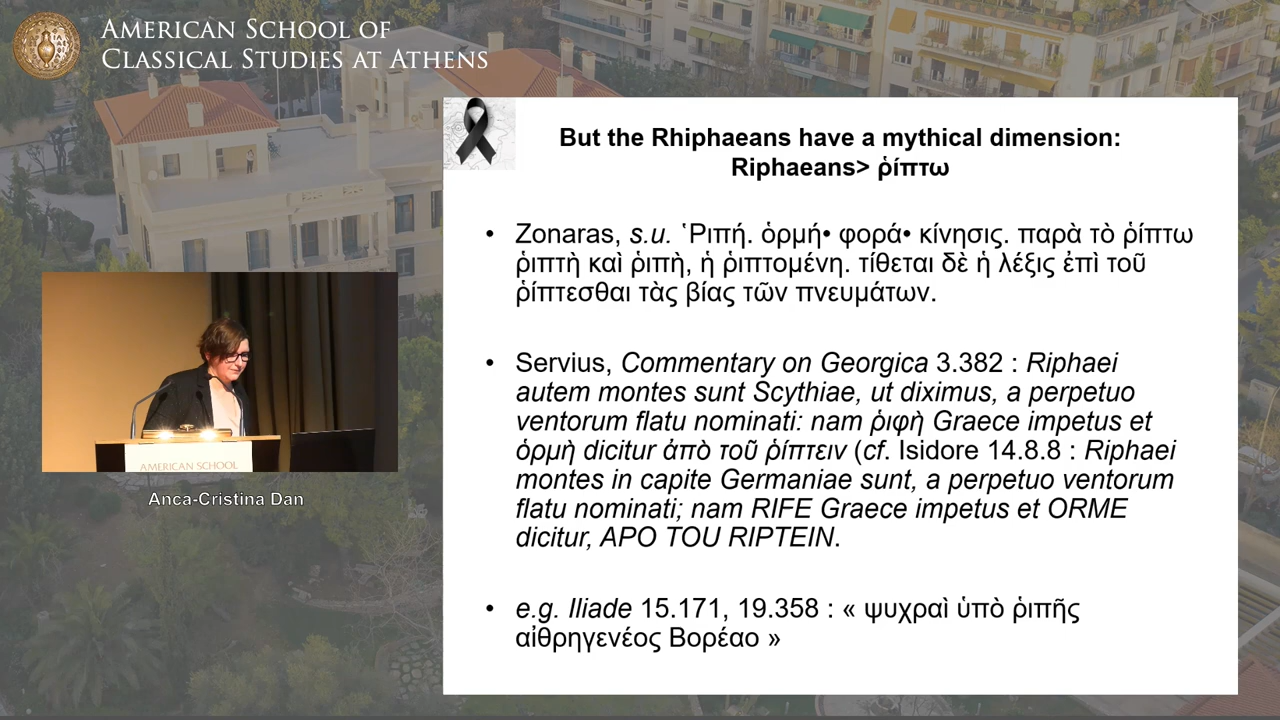 AMERICAN SCHOOL OF
CLASSICAL STUDIES AT ATHENS
But the Rhiphaeans have a mythical dimension:
Riphaeans> ῥίπτω
• Zonaras, s.u. Ῥιπή. ὁρμή• φορά• κίνησις. παρὰ τὸ ῥίπτω
ῥιπτὴ καὶ ῥιπὴ, ἡ ῥιπτομένη. τίθεται δὲ ἡ λέξις ἐπὶ τοῦ
ῥίπτεσθαι τὰς βίας τῶν πνευμάτων.
• Servius, Commentary on Georgica 3.382 : Riphaei
autem montes sunt Scythiae, ut diximus, a perpetuo
ventorum flatu nominati: nam ῥιφὴ Graece impetus et
ὁρμὴ dicitur ἀπὸ τοῦ ῥίπτειν (cf. Isidore 14.8.8 : Riphaei
montes in capite Germaniae sunt, a perpetuo ventorum
flatu nominati; nam RIFE Graece impetus et ORME
dicitur, APO TOU RIPTEIN.
• e.g. Iliade 15.171, 19.358 : « ψυχραὶ ὑπὸ ῥιπῆς
αἰθρηγενέος Βορέαο »
AMERICAN SCHOOL
Anca-Cristina Dan